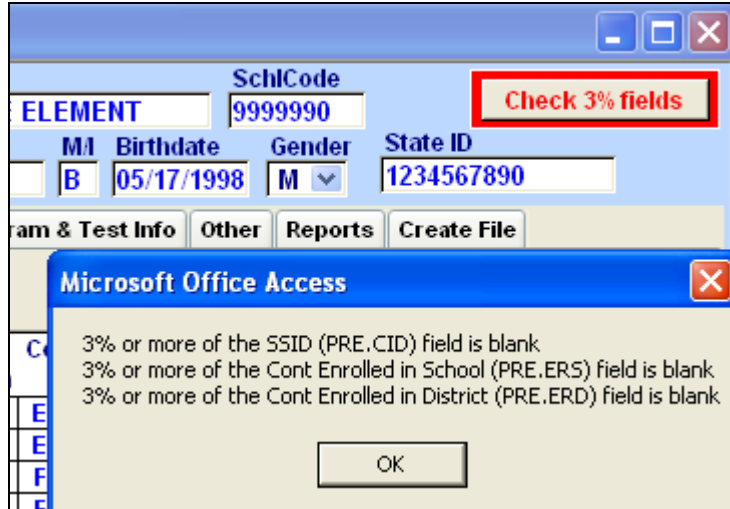 SchlCode
ELEMENT 9999990 Check 3% fields
M/I Birthdate Gender State ID
B 05/17/1998 M 1234567890
ram & Test Info Other Reports Create File
Microsoft Office Access
3% or more of the SSID (PRE.CID) field is blank
3% or more of the Cont Enrolled in School (PRE.ERS) field is blank
3% or more of the Cont Enrolled in District (PRE.ERD) field is blank
E
E
OK
F